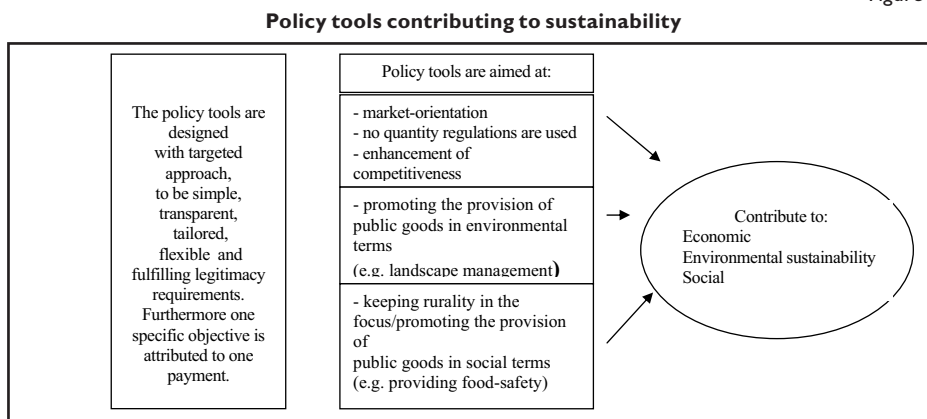 Policy tools contributing to sustainability
The policy tools are
designed
with targeted
approach,
to be simple,
transparent,
tailored,
flexible and
fulfilling legitimacy
requirements.
Furthermore one
specific objective is
attributed to one
payment.
Policy tools are aimed at:
- market-orientation
- no quantity regulations are used
- enhancement of
competitiveness
- promoting the provision of
public goods in environmental
terms
(e.g. landscape management)
- keeping rurality in the
focus/promoting the provision
of
public goods in social terms
(e.g. providing food-safety)
Contribute to:
Economic
Environmental sustainability
Social